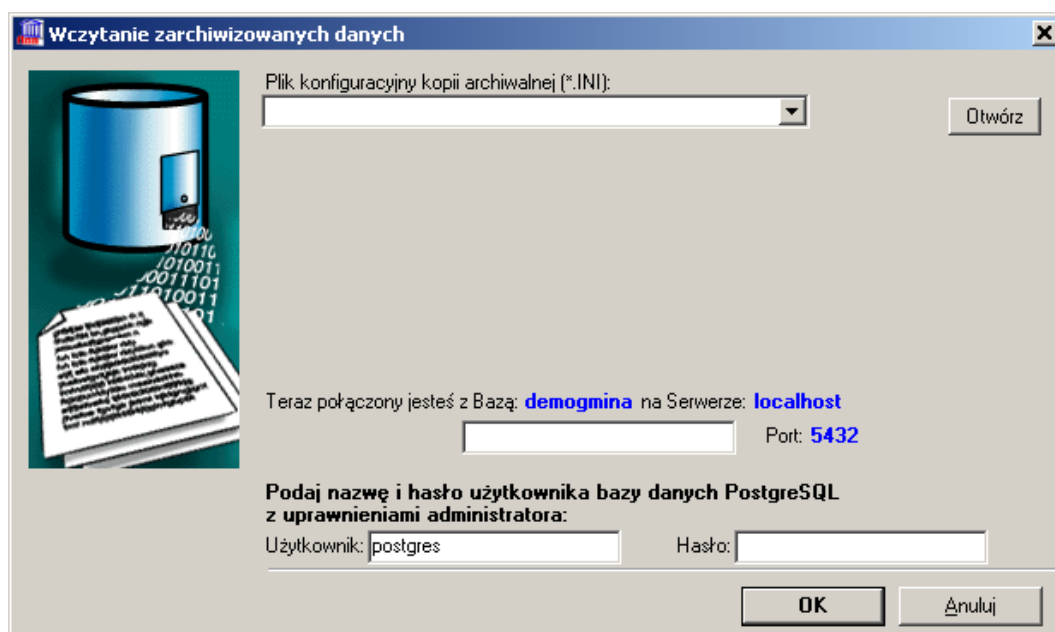 Wczytanie zarchiwizowanych danych
Plik konfiguracyjny kopii archiwalnej (*.INI):
Otwórz
Teraz połączony jesteś z Bazą: demogmina na Serwerze: localhost
Port: 5432
Podaj nazwę i hasło użytkownika bazy danych PostgreSQL
z uprawnieniami administratora:
Użytkownik: postgres Hasło:
OK Anuluj